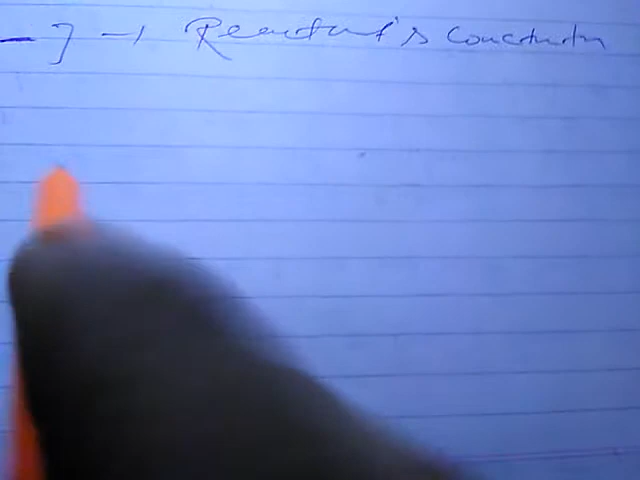 -] → Reactant's concentration